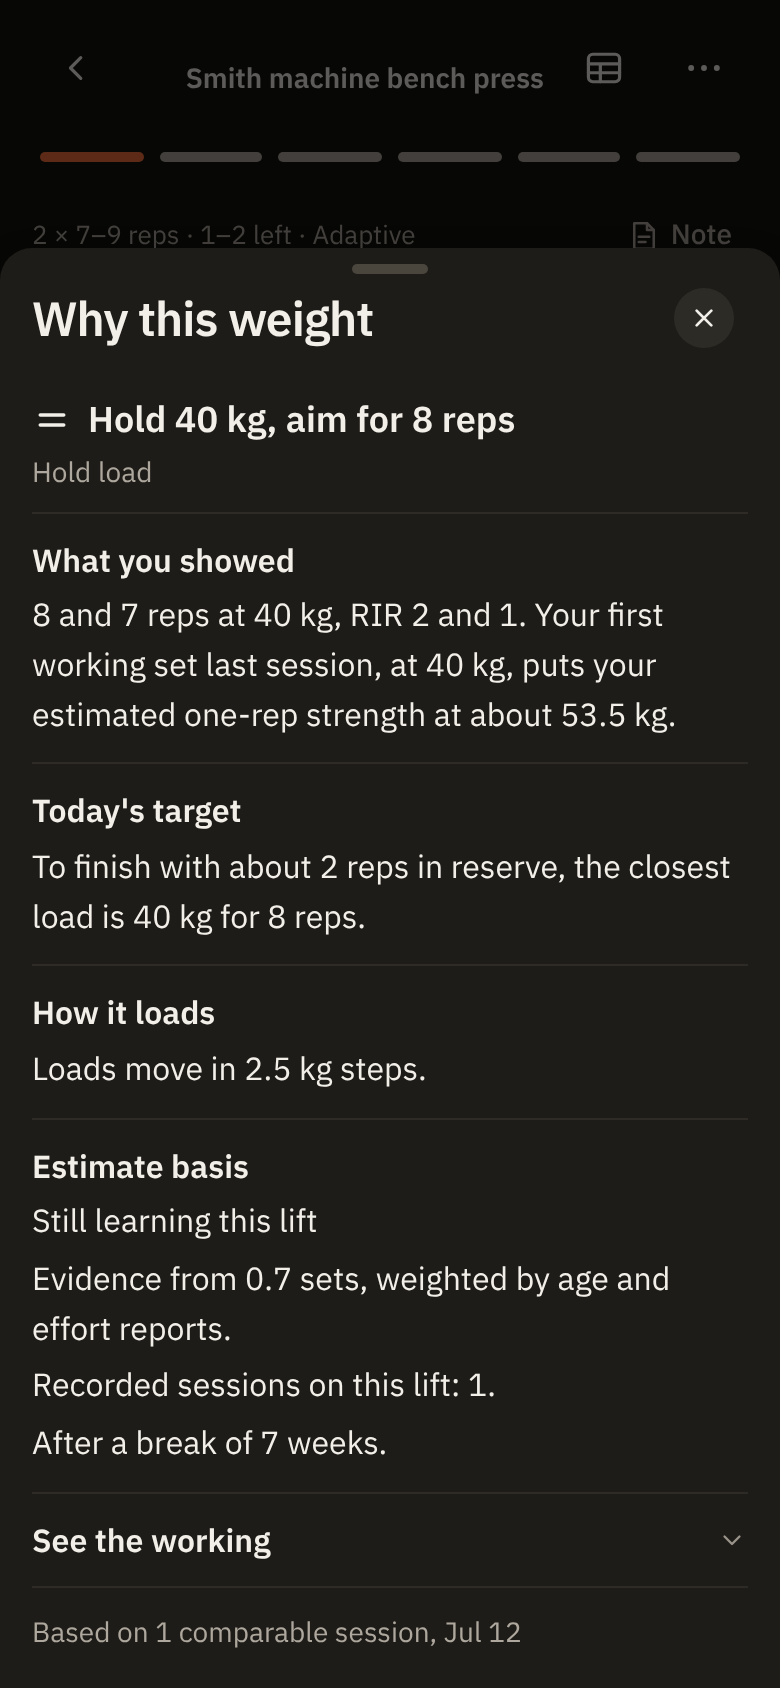 Smith machine bench press
2 × 7–9 reps · 1–2 left · Adaptive
Note
Why this weight
Hold 40 kg, aim for 8 reps
Hold load
What you showed
8 and 7 reps at 40 kg, RIR 2 and 1. Your first
working set last session, at 40 kg, puts your
estimated one-rep strength at about 53.5 kg.
Today's target
To finish with about 2 reps in reserve, the closest
load is 40 kg for 8 reps.
How it loads
Loads move in 2.5 kg steps.
Estimate basis
Still learning this lift
Evidence from 0.7 sets, weighted by age and
effort reports.
Recorded sessions on this lift: 1.
After a break of 7 weeks.
See the working
Based on 1 comparable session, Jul 12